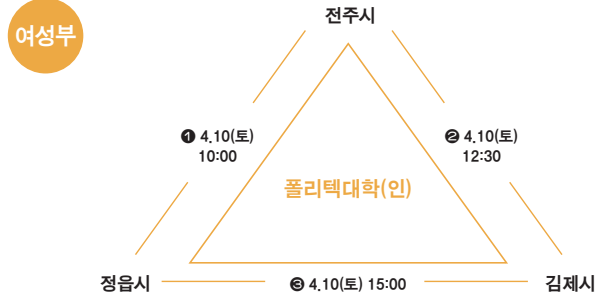 여성부
전주시
❶ 4.10(토)
10:00
❷ 4.10(토)
12:30
폴리텍대학(인)
정읍시
❸ 4.10(토) 15:00
김제시